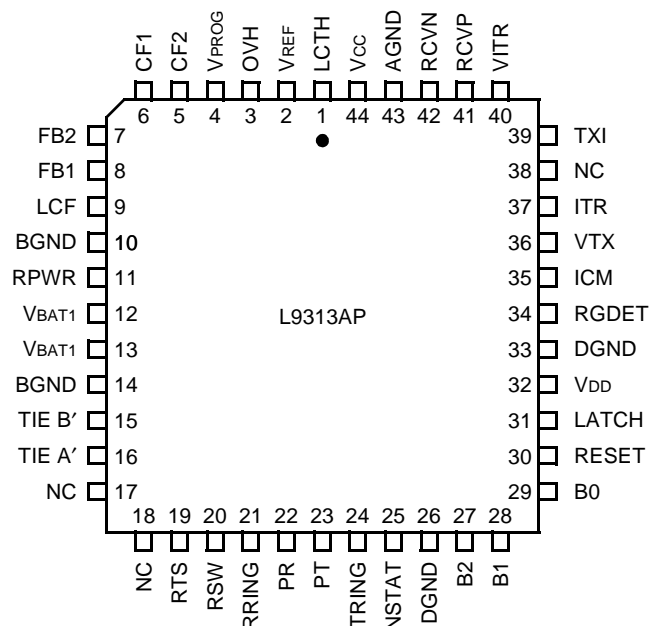 CF1 CF2 VPROG OVH VREF LCTH VCC AGND RCVN RCVP VITR
6 5 4 3 2 1 44 43 42 41 40
FB2 7 39 TXI
FB1 8 38 NC
LCF 9 37 ITR
BGND 10 36 VTX
RPWR 11 35 ICM
VBAT1 12 L9313AP 34 RGDET
VBAT1 13 33 DGND
BGND 14 32 VDD
TIE B′ 15 31 LATCH
TIE A′ 16 30 RESET
NC 17 29 B0
18 19 20 21 22 23 24 25 26 27 28
NC RTS RSW RRING PR PT TRING NSTAT DGND B2 B1